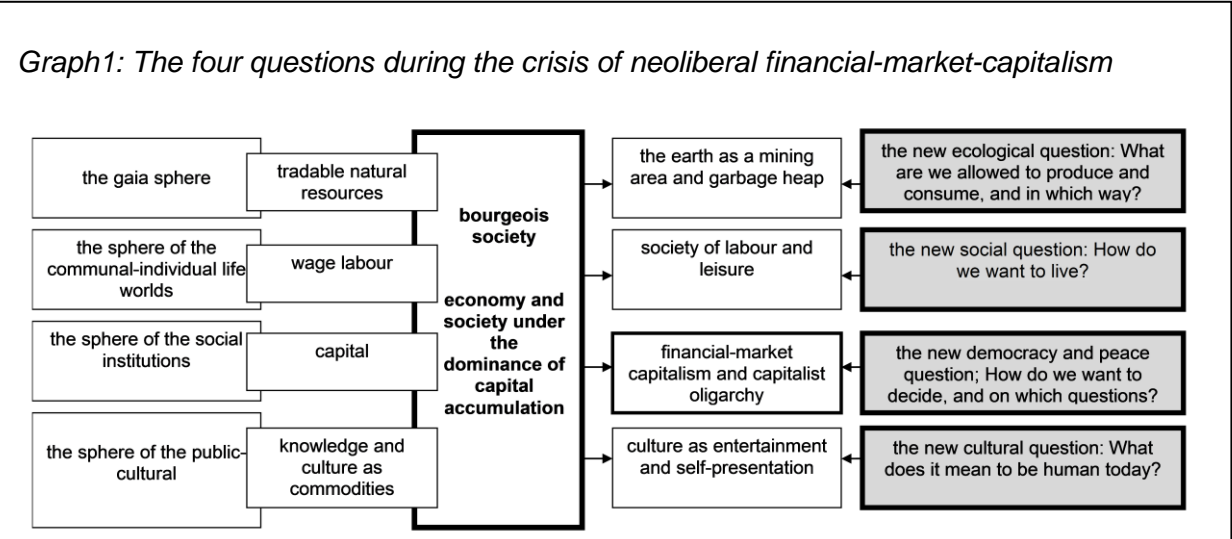 Graph1: The four questions during the crisis of neoliberal financial-market-capitalism
the gaia sphere
tradable natural
resources
the sphere of the
communal-individual life
worlds
wage labour
the sphere of the social
institutions
capital
the sphere of the public-
cultural
knowledge and
culture as
commodities
bourgeois
society
economy and
society under
the
dominance of
capital
accumulation
the earth as a mining
area and garbage heap
society of labour and
leisure
financial-market
capitalism and capitalist
oligarchy
culture as entertainment
and self-presentation
the new ecological question: What
are we allowed to produce and
consume, and in which way?
the new social question: How do
we want to live?
the new democracy and peace
question; How do we want to
decide, and on which questions?
the new cultural question: What
does it mean to be human today?